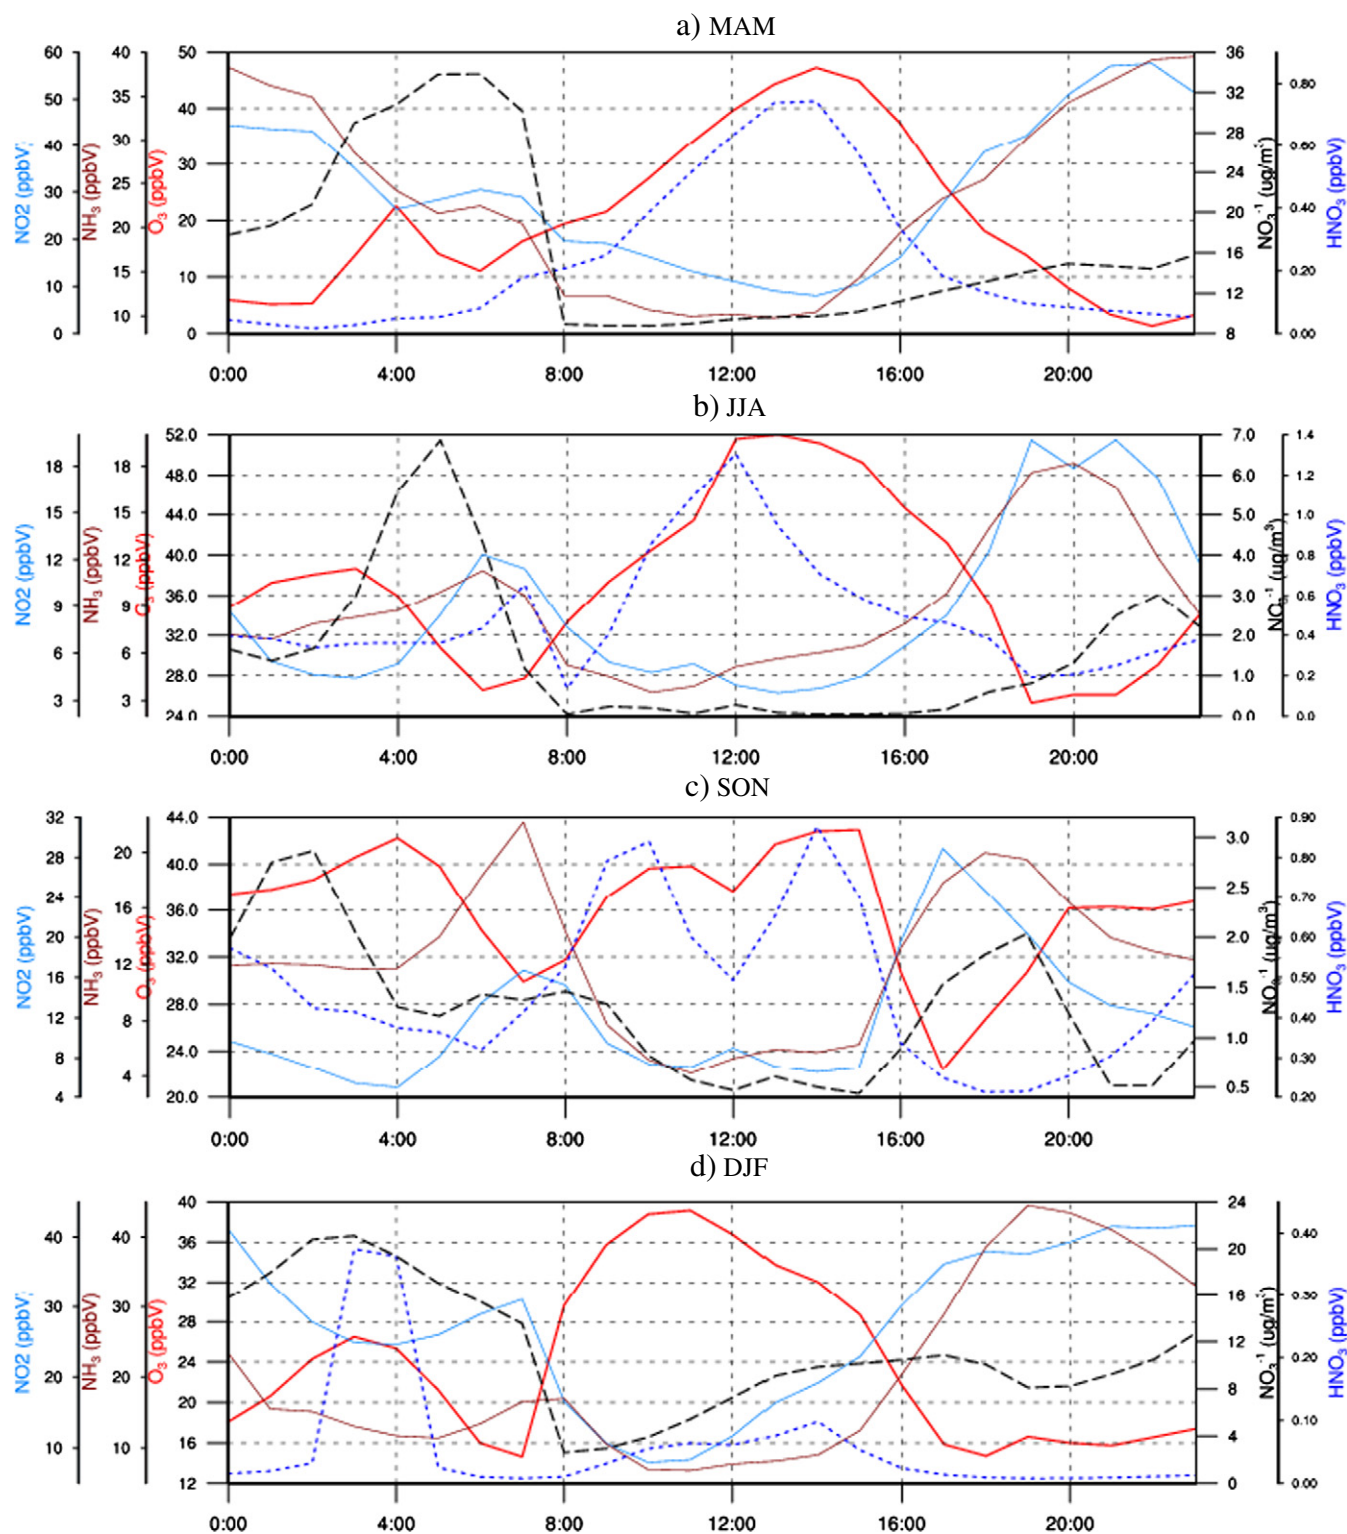 a) MAM
60 40 50 36
50 35 40 32 0.80
40 30 30 28 0.60
30 25 20 24 0.40
20 20 10 20 0.20
10 15 0 16 0.00
0 10 12
8
NO2 (ppbV) NH3 (ppbV) O3 (ppbV) NO3-1 (ug/m3) HNO3 (ppbV)
0:00 4:00 8:00 12:00 16:00 20:00
b) JJA
18 18 52.0 7.0 1.4
15 15 48.0 6.0 1.2
12 12 44.0 5.0 1.0
9 9 40.0 4.0 0.8
6 6 36.0 3.0 0.6
3 3 32.0 2.0 0.4
28.0 1.0 0.2
24.0 0.0 0.0
NO2 (ppbV) NH3 (ppbV) O3 (ppbV) NO3-1 (ug/m3) HNO3 (ppbV)
0:00 4:00 8:00 12:00 16:00 20:00
c) SON
32 20 44.0 3.0 0.90
28 16 40.0 2.5 0.80
24 12 36.0 2.0 0.70
20 8 32.0 1.5 0.60
16 4 28.0 1.0 0.50
12 24.0 0.5 0.40
8 20.0 0.30
4 0.20
NO2 (ppbV) NH3 (ppbV) O3 (ppbV) NO3-1 (ug/m3) HNO3 (ppbV)
0:00 4:00 8:00 12:00 16:00 20:00
d) DJF
40 40 40 24 0.40
30 30 36 20 0.30
20 20 32 16 0.20
10 10 28 12 0.10
24 8 0.00
20 4
16 0
12
NO2 (ppbV) NH3 (ppbV) O3 (ppbV) NO3-1 (ug/m3) HNO3 (ppbV)
0:00 4:00 8:00 12:00 16:00 20:00